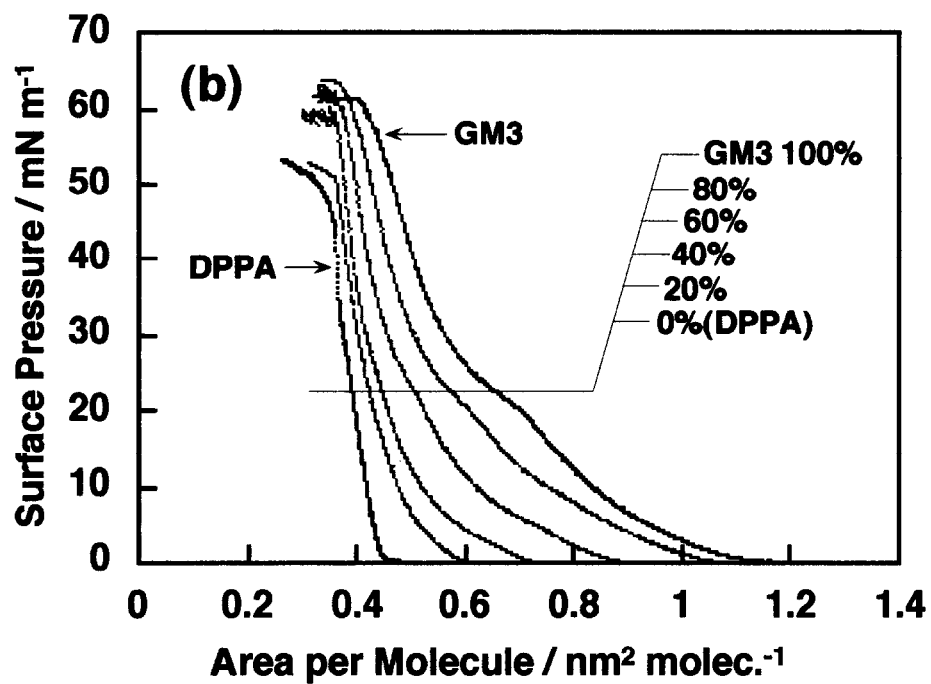 70
60
50
40
30
20
10
0
Surface Pressure / mN m⁻¹
(b)
GM3
DPPA
GM3 100%
80%
60%
40%
20%
0%(DPPA)
0 0.2 0.4 0.6 0.8 1 1.2 1.4
Area per Molecule / nm² molec.⁻¹